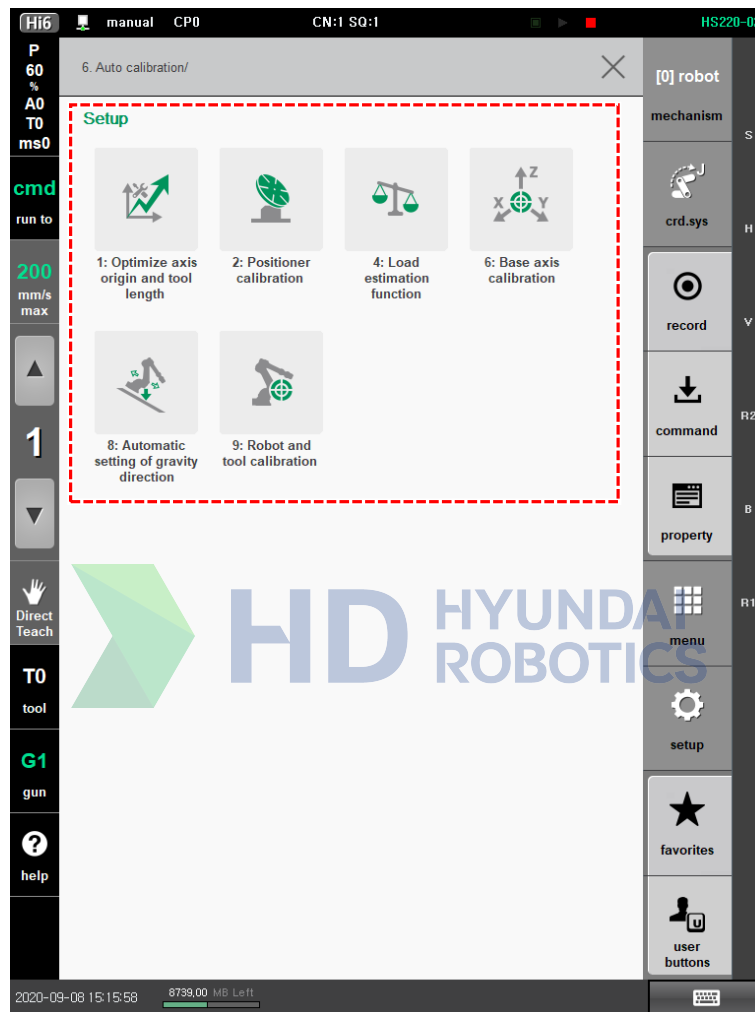 Hi6 manual CP0 CN:1 SQ:1
P
60
%
A0
T0
ms0
cmd
run to
200
mm/s
max
1
Direct
Teach
T0
tool
G1
gun
?
help
6. Auto calibration/
Setup
1: Optimize axis
origin and tool
length
2: Positioner
calibration
4: Load
estimation
function
Z
X Y
6: Base axis
calibration
8: Automatic
setting of gravity
direction
9: Robot and
tool calibration
HD HYUNDAI
ROBOTICS
[0] robot
mechanism
J
crd.sys
record
command
property
menu
setup
favorites
U
user
buttons
S
H
V
R2
B
R1
2020-09-08 15:15:58 8739,00 MB Left